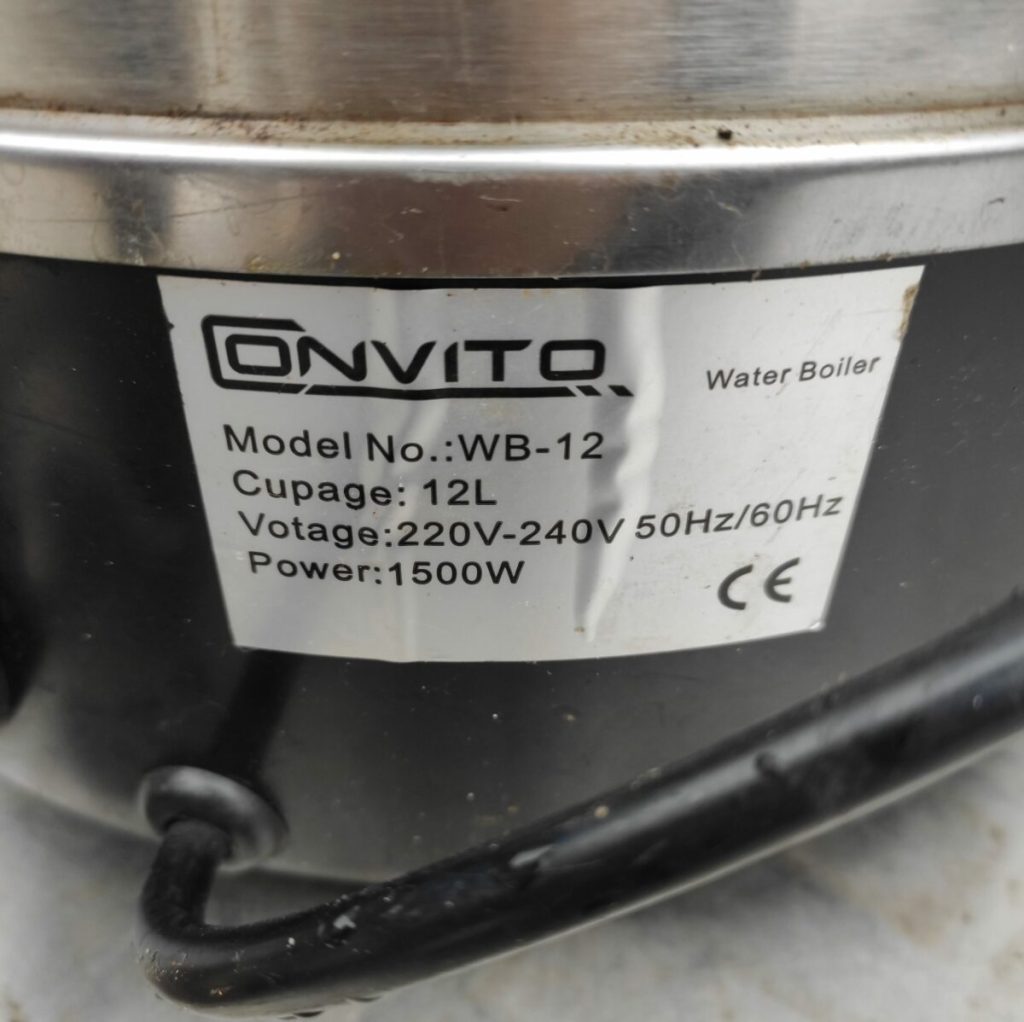 CONVITO
Water Boiler
Model No.:WB-12
Cupage: 12L
Votage:220V-240V 50Hz/60Hz
Power:1500W
CE